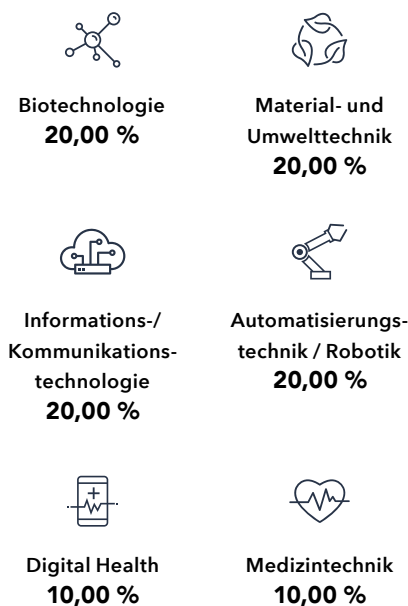 Biotechnologie
20,00 %
Material- und
Umwelttechnik
20,00 %
Informations-/
Kommunikations-
technologie
20,00 %
Automatisierungs-
technik / Robotik
20,00 %
Digital Health
10,00 %
Medizintechnik
10,00 %